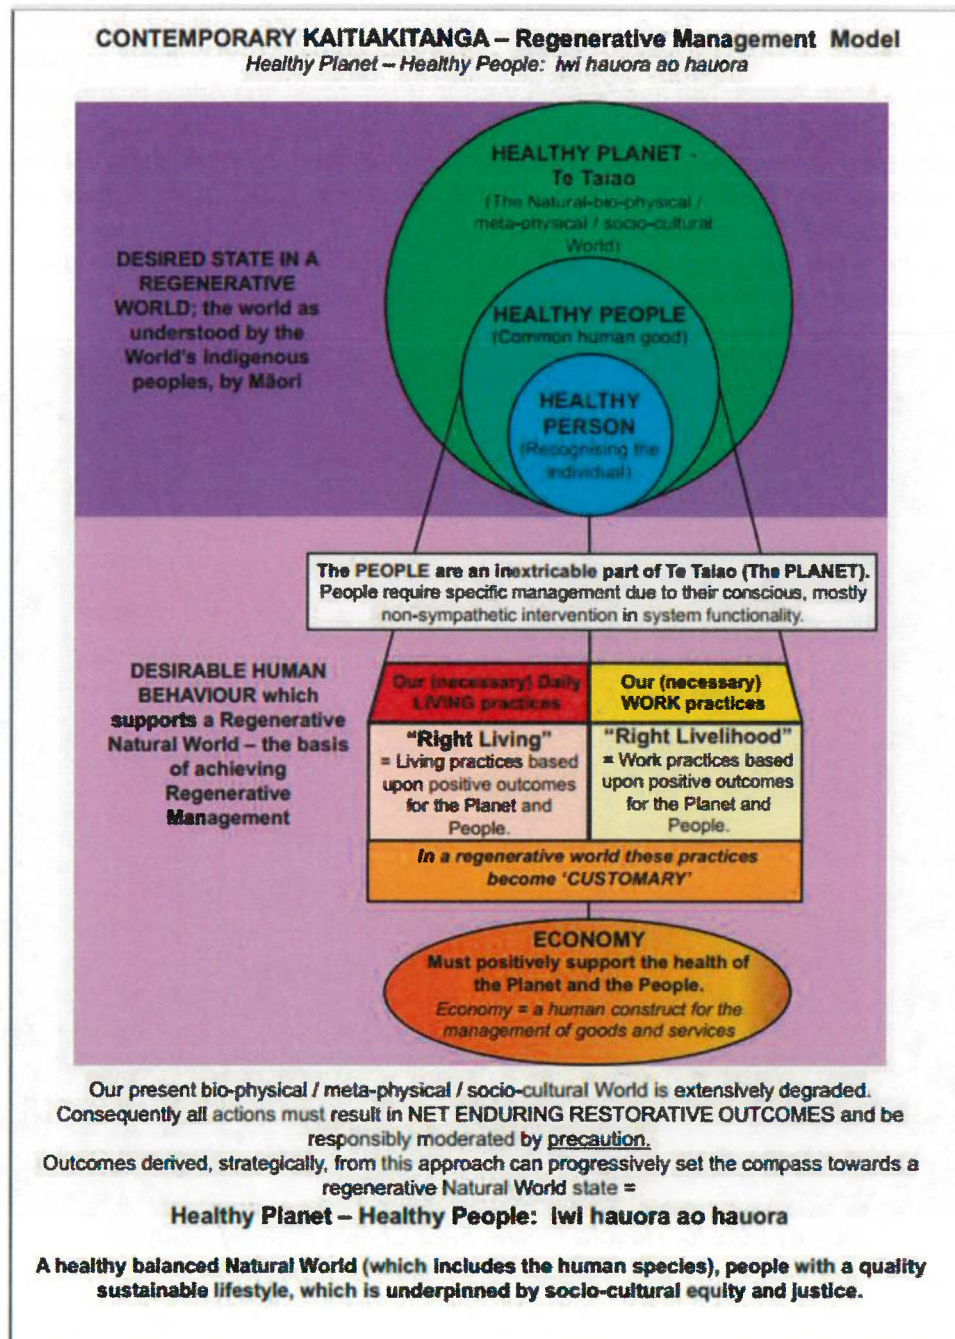 CONTEMPORARY KAITIAKITANGA – Regenerative Management Model
Healthy Planet – Healthy People: iwi hauora ao hauora
HEALTHY PLANET -
Te Taiao
(The Natural-bio-physical /
meta-physical / socio-cultural
World)
DESIRED STATE IN A
REGENERATIVE
WORLD; the world as
understood by the
World's indigenous
peoples, by Māori
HEALTHY PEOPLE
(Common human good)
HEALTHY
PERSON
(Recognising the
individual)
The PEOPLE are an inextricable part of Te Taiao (The PLANET).
People require specific management due to their conscious, mostly
non-sympathetic intervention in system functionality.
DESIRABLE HUMAN
BEHAVIOUR which
supports a Regenerative
Natural World – the basis
of achieving
Regenerative
Management
Our (necessary) Daily
LIVING practices
"Right Living"
= Living practices based
upon positive outcomes
for the Planet and
People.
Our (necessary)
WORK practices
"Right Livelihood"
= Work practices based
upon positive outcomes
for the Planet and
People.
In a regenerative world these practices
become 'CUSTOMARY'
ECONOMY
Must positively support the health of
the Planet and the People.
Economy = a human construct for the
management of goods and services
Our present bio-physical / meta-physical / socio-cultural World is extensively degraded.
Consequently all actions must result in NET ENDURING RESTORATIVE OUTCOMES and be
responsibly moderated by precaution.
Outcomes derived, strategically, from this approach can progressively set the compass towards a
regenerative Natural World state =
Healthy Planet – Healthy People: iwi hauora ao hauora
A healthy balanced Natural World (which includes the human species), people with a quality
sustainable lifestyle, which is underpinned by socio-cultural equity and justice.